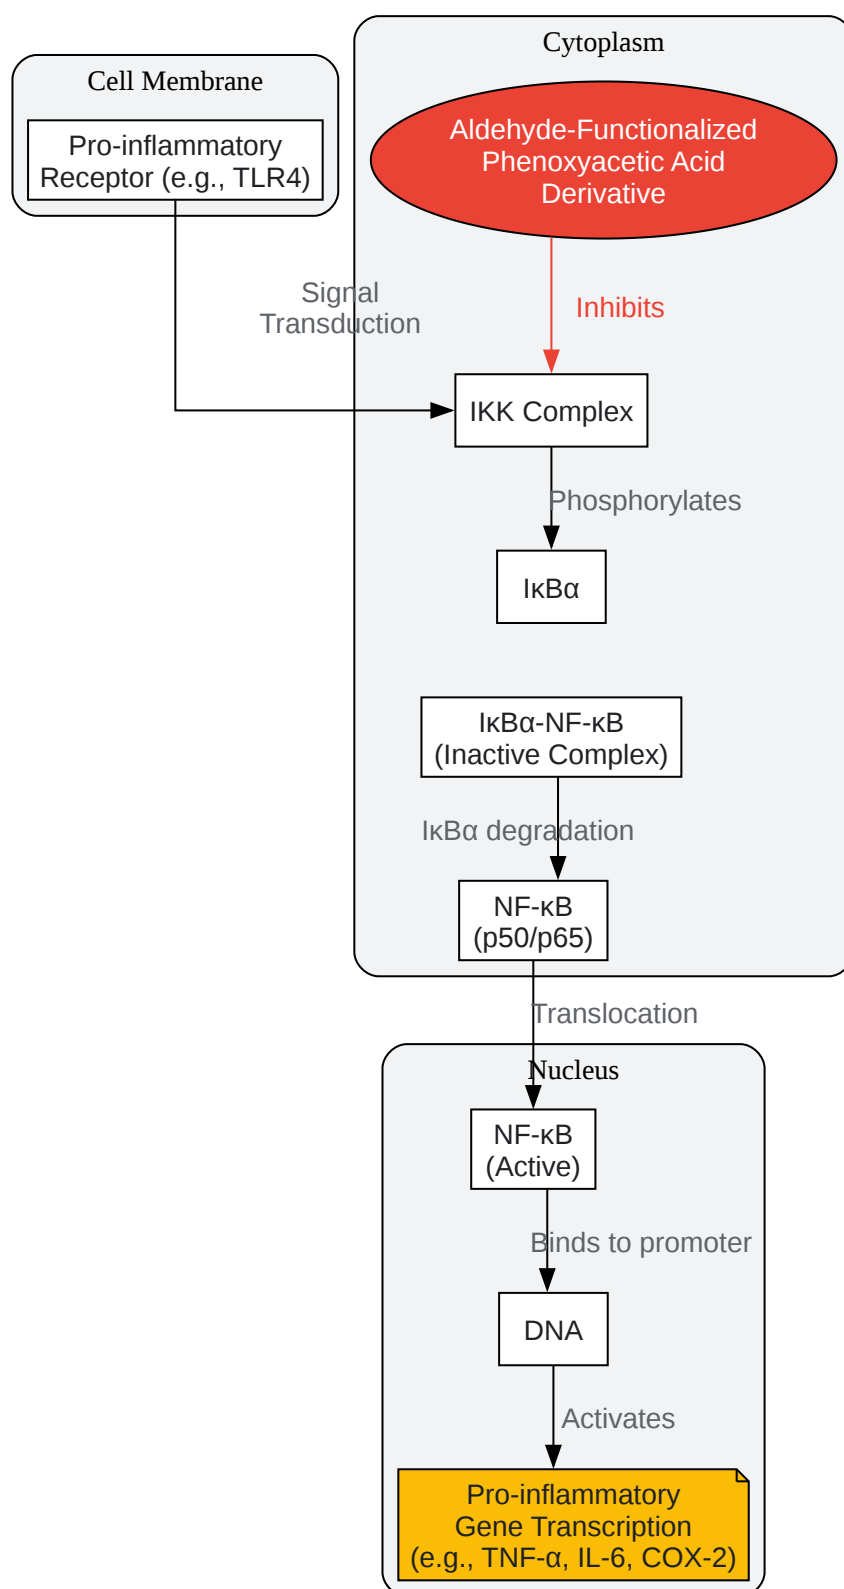 Cytoplasm
Cell Membrane
Pro-inflammatory
Receptor (e.g., TLR4)
Aldehyde-Functionalized
Phenoxyacetic Acid
Derivative
Signal
Transduction
Inhibits
IKK Complex
Phosphorylates
IκBα
IκBα-NF-κB
(Inactive Complex)
IκBα degradation
NF-κB
(p50/p65)
Translocation
Nucleus
NF-κB
(Active)
Binds to promoter
DNA
Activates
Pro-inflammatory
Gene Transcription
(e.g., TNF-α, IL-6, COX-2)